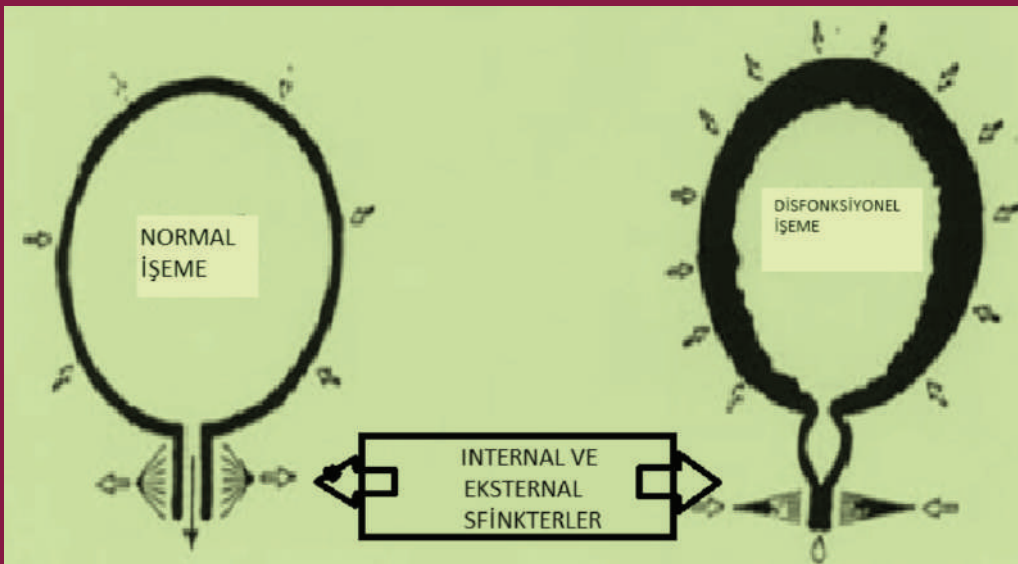 NORMAL
İŞEME
DİSFONKSİYONEL
İŞEME
INTERNAL VE
EKSTERNAL
SFİNKTERLER